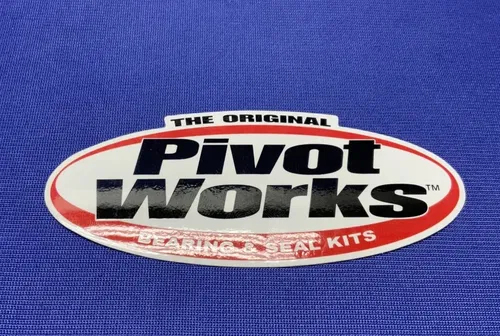 THE ORIGINAL
Pivot
Works™
BEARING & SEAL KITS